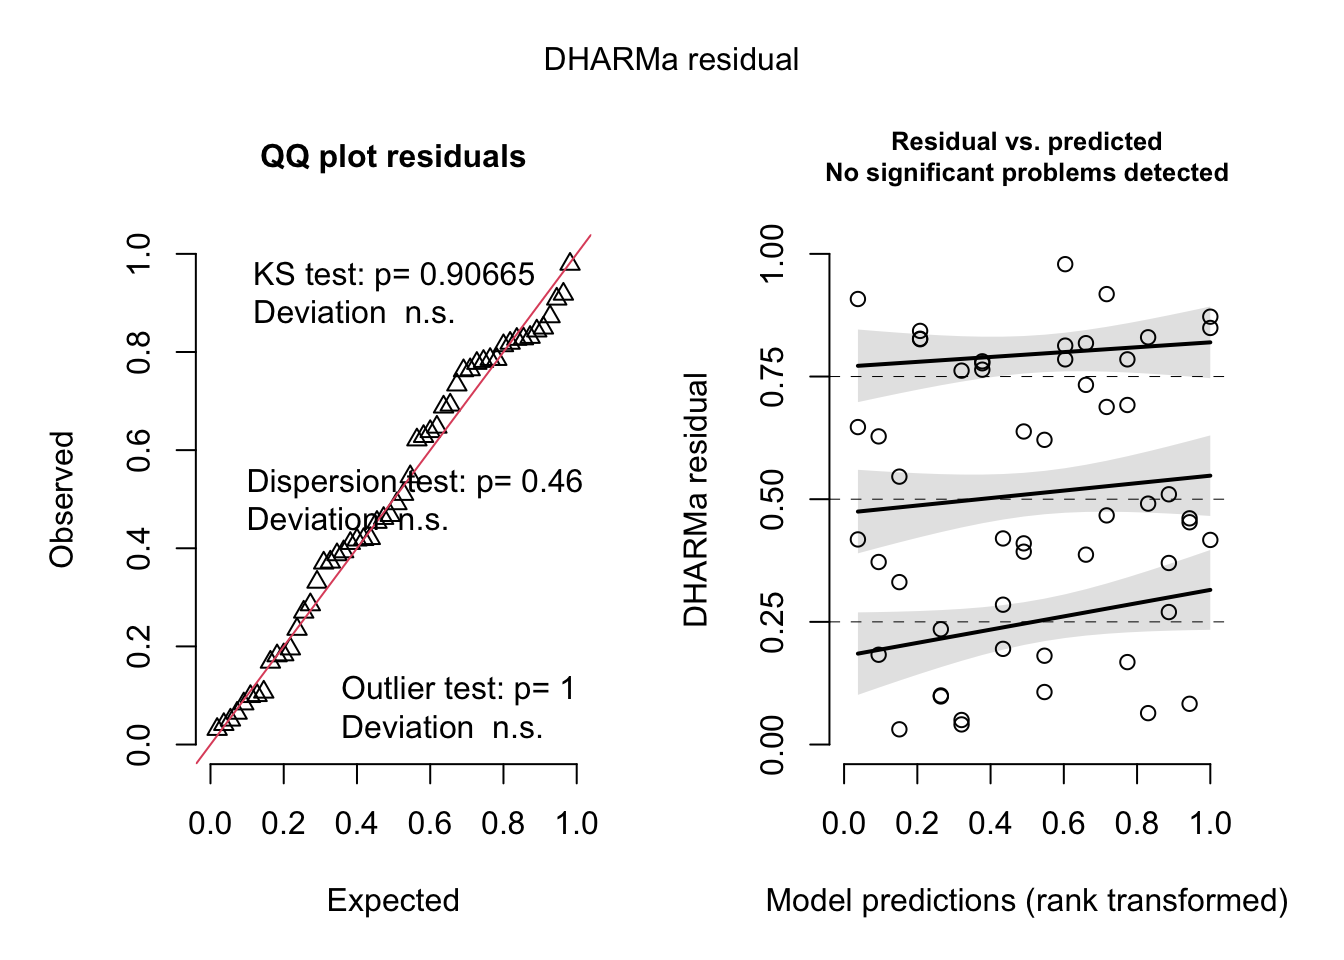 DHARMa residual
QQ plot residuals
KS test: p= 0.90665
Deviation  n.s.
Dispersion test: p= 0.46
Deviation  n.s.
Outlier test: p= 1
Deviation  n.s.
Observed
0.0 0.2 0.4 0.6 0.8 1.0
0.0 0.2 0.4 0.6 0.8 1.0
Expected
Residual vs. predicted
No significant problems detected
DHARMa residual
0.00 0.25 0.50 0.75 1.00
0.0 0.2 0.4 0.6 0.8 1.0
Model predictions (rank transformed)